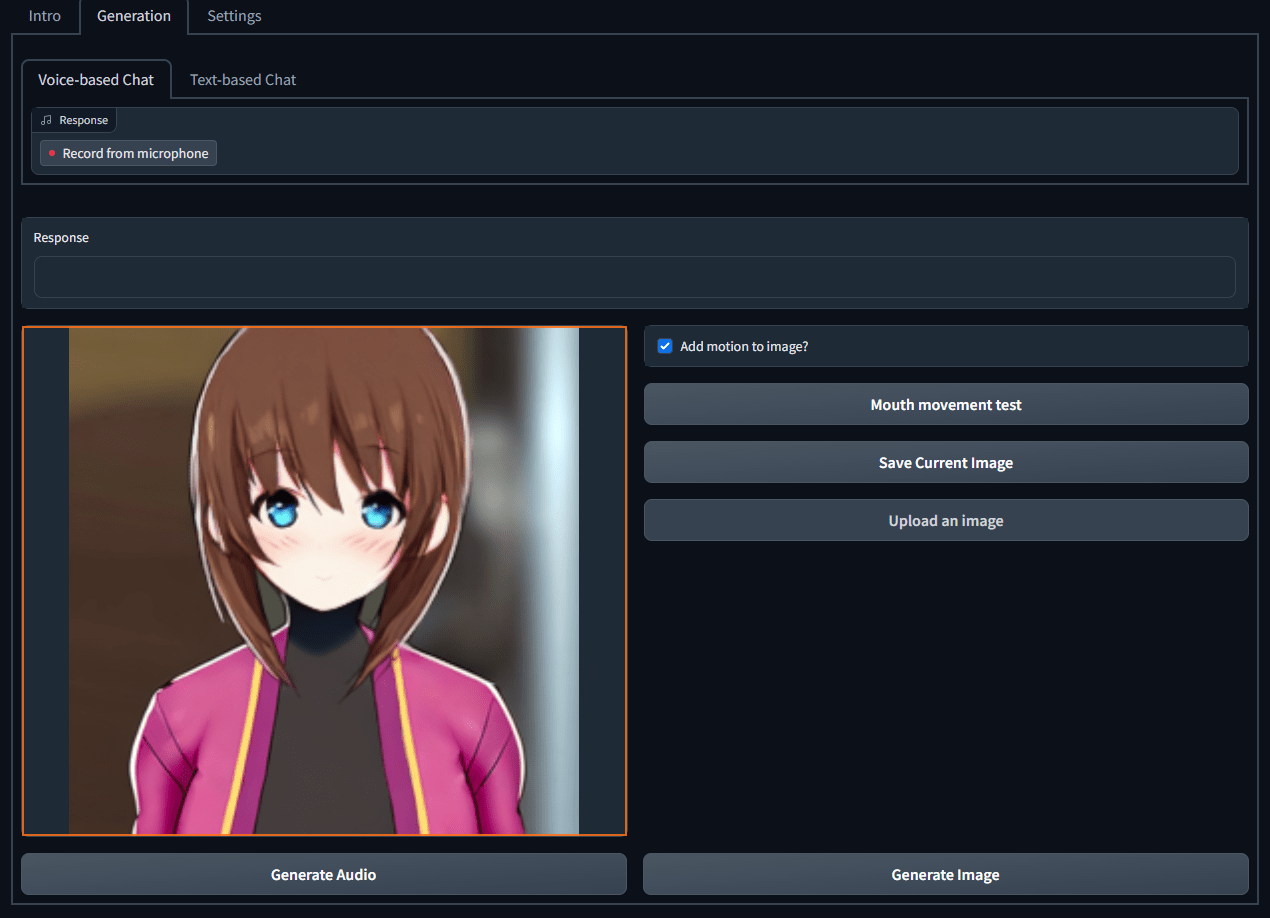 Intro Generation Settings
Voice-based Chat Text-based Chat
Response
Record from microphone
Response
Add motion to image?
Mouth movement test
Save Current Image
Upload an image
Generate Audio Generate Image